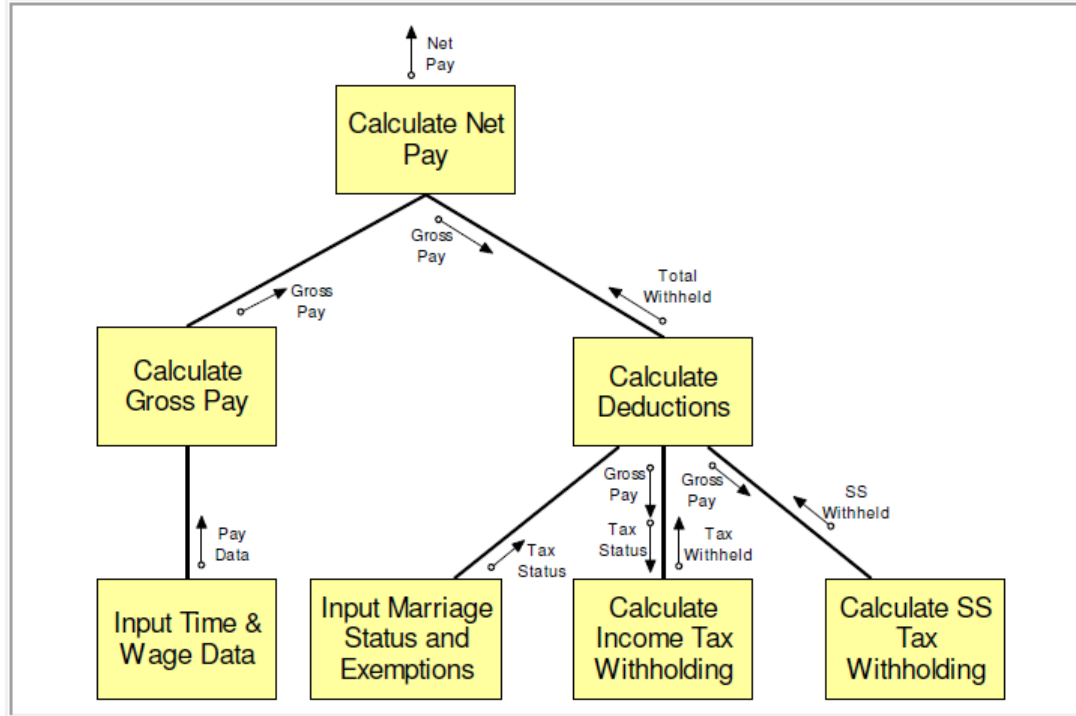 Net
Pay
Calculate Net
Pay
Gross
Pay
Total
Withheld
Gross
Pay
Calculate
Gross Pay
Calculate
Deductions
Gross
Pay
Gross
Pay
SS
Withheld
Pay
Data
Tax
Status
Tax
Status
Tax
Withheld
Input Time &
Wage Data
Input Marriage
Status and
Exemptions
Calculate
Income Tax
Withholding
Calculate SS
Tax
Withholding